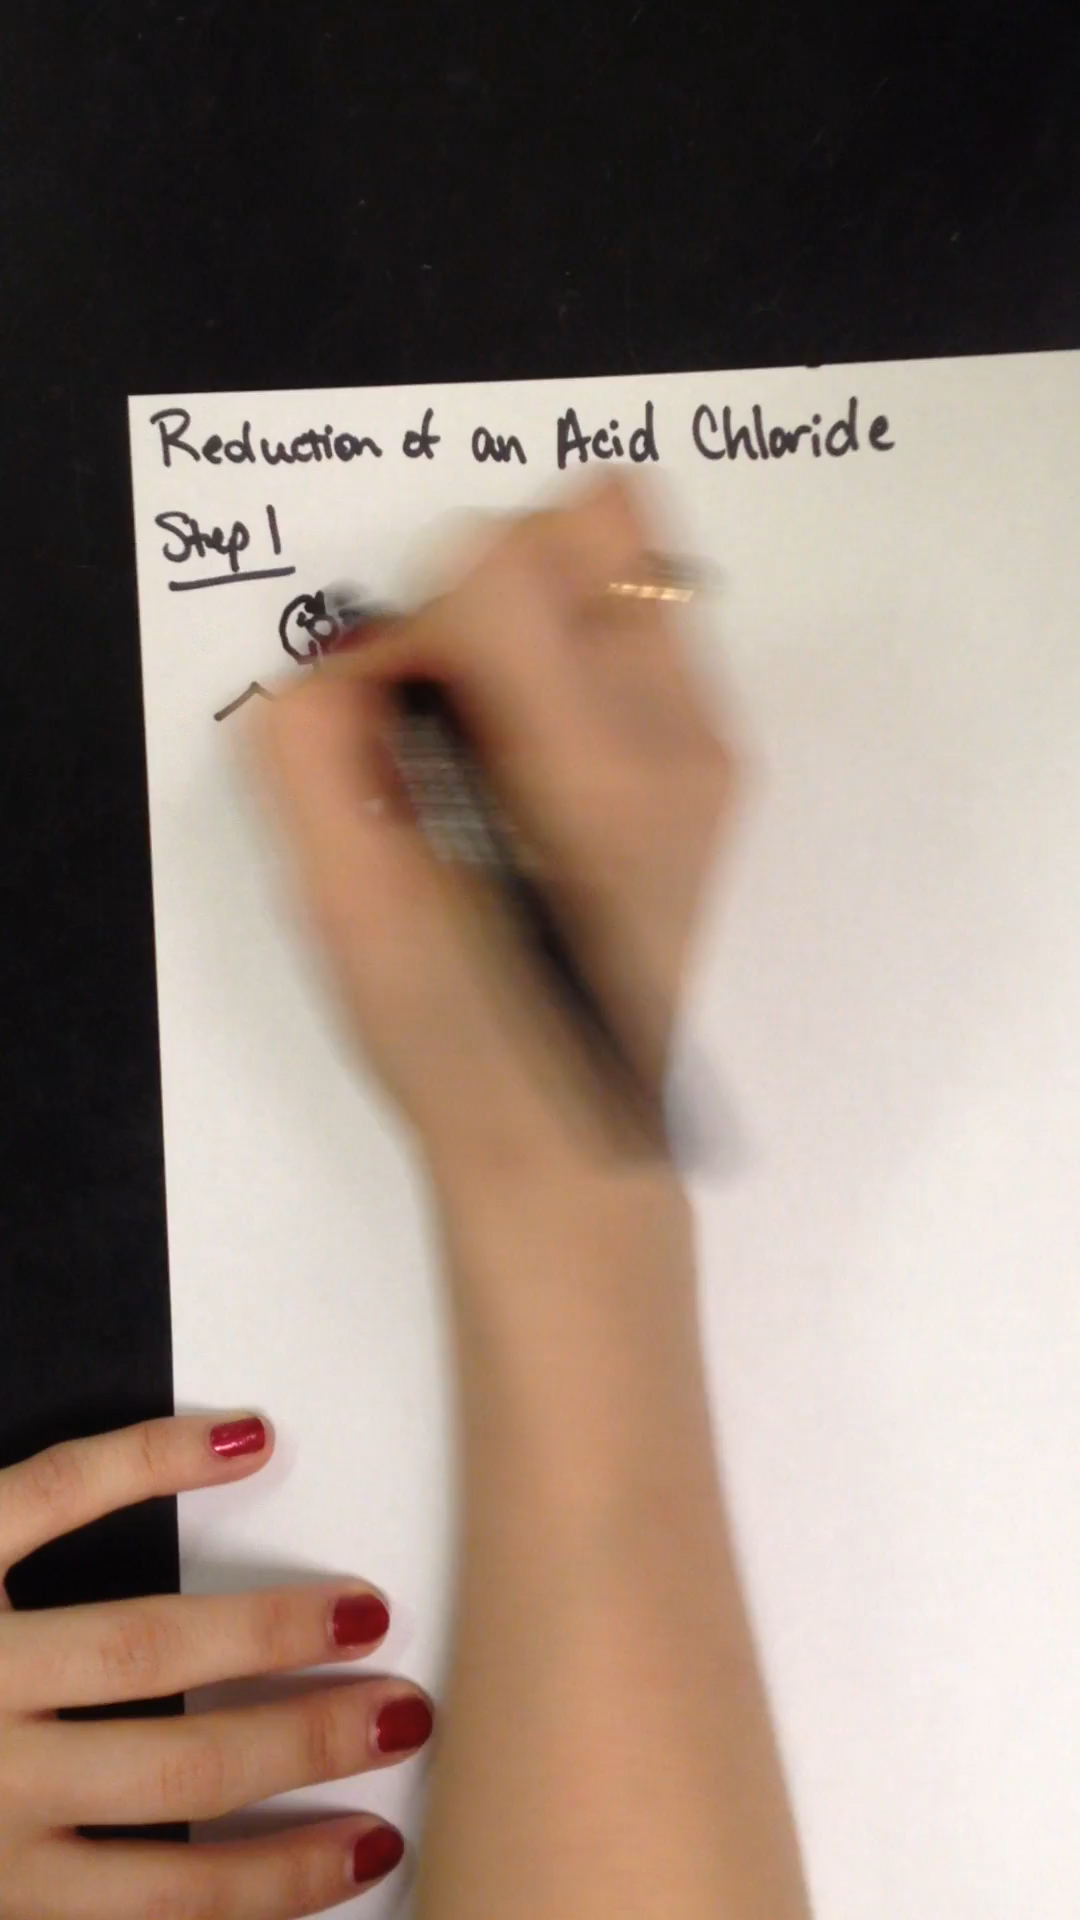 Reduction of an Acid Chloride
Step 1